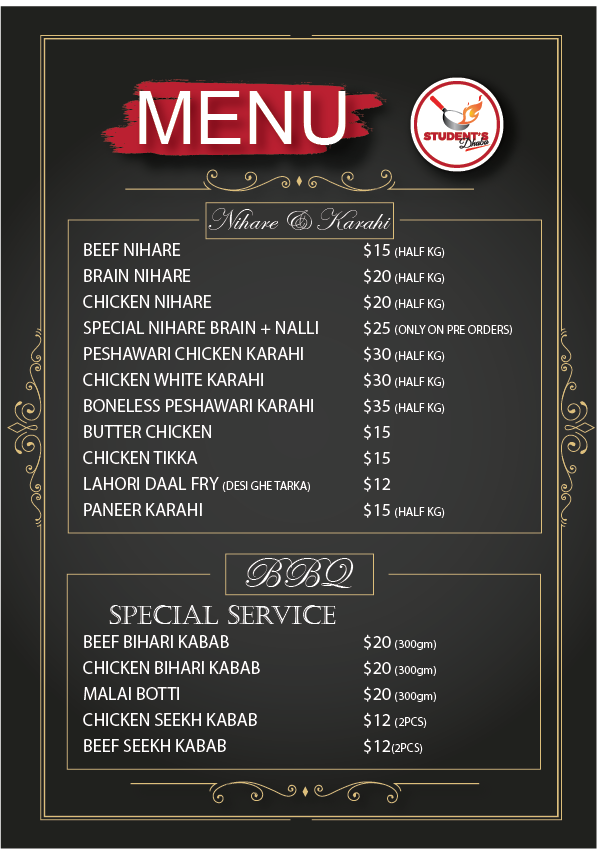 MENU
STUDENT'S
Dhaba
Nihare & Karahi
BEEF NIHARE $15 (HALF KG)
BRAIN NIHARE $20 (HALF KG)
CHICKEN NIHARE $20 (HALF KG)
SPECIAL NIHARE BRAIN + NALLI $25 (ONLY ON PRE ORDERS)
PESHAWARI CHICKEN KARAHI $30 (HALF KG)
CHICKEN WHITE KARAHI $30 (HALF KG)
BONELESS PESHAWARI KARAHI $35 (HALF KG)
BUTTER CHICKEN $15
CHICKEN TIKKA $15
LAHORI DAAL FRY (DESI GHE TARKA) $12
PANEER KARAHI $15 (HALF KG)
BBQ
SPECIAL SERVICE
BEEF BIHARI KABAB $20 (300gm)
CHICKEN BIHARI KABAB $20 (300gm)
MALAI BOTTI $20 (300gm)
CHICKEN SEEKH KABAB $12 (2PCS)
BEEF SEEKH KABAB $12(2PCS)